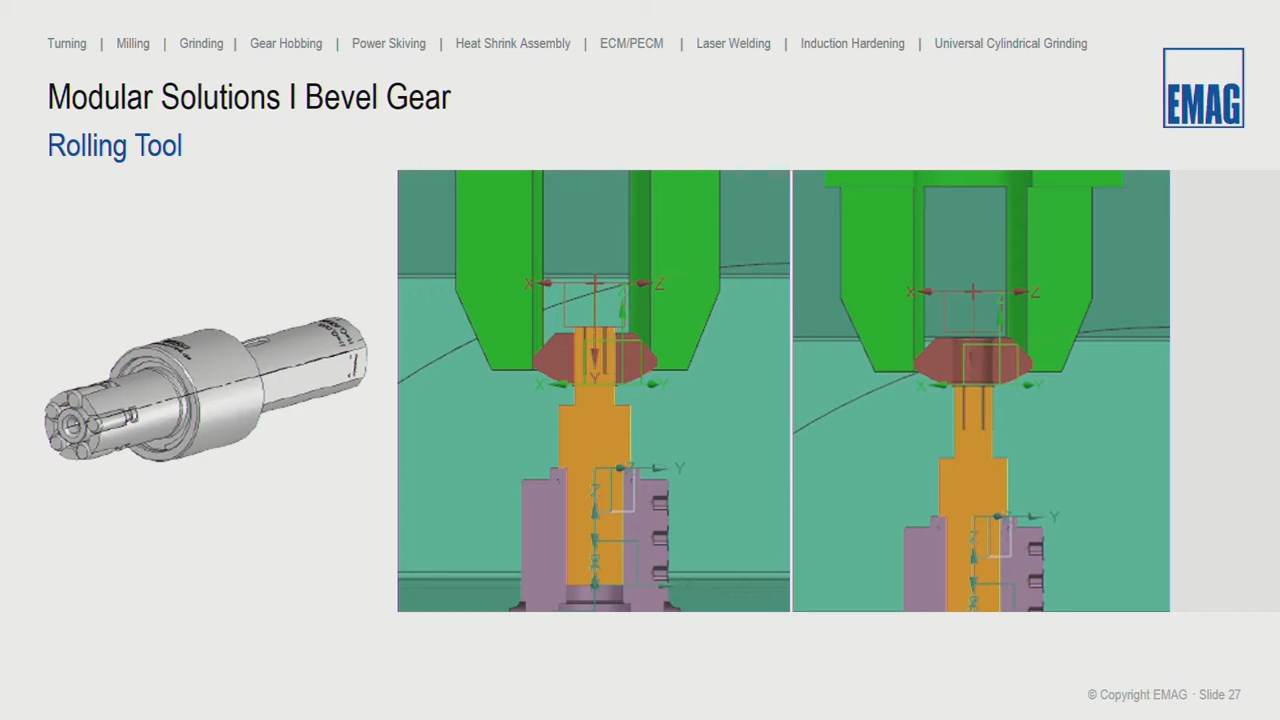 Turning | Milling | Grinding | Gear Hobbing | Power Skiving | Heat Shrink Assembly | ECM/PECM | Laser Welding | Induction Hardening | Universal Cylindrical Grinding
EMAG
Modular Solutions I Bevel Gear
Rolling Tool
X Z
X Z
Y
X Y
X Y
Z Y
Z
Z Y
Z
© Copyright EMAG · Slide 27